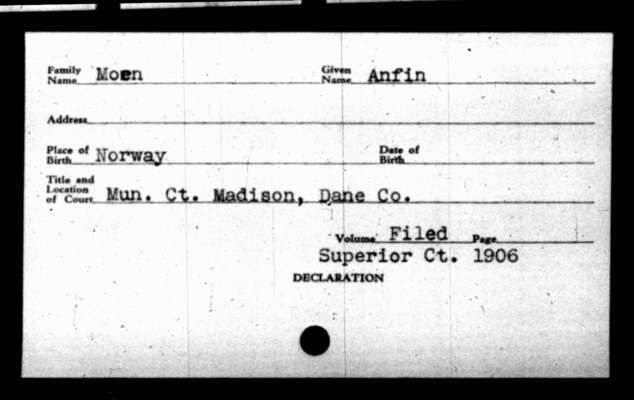 Family Name Moen Given Name Anfin
Address
Place of Birth Norway Date of Birth
Title and Location of Court Mun. Ct. Madison, Dane Co.
Volume Filed Page
Superior Ct. 1906
DECLARATION